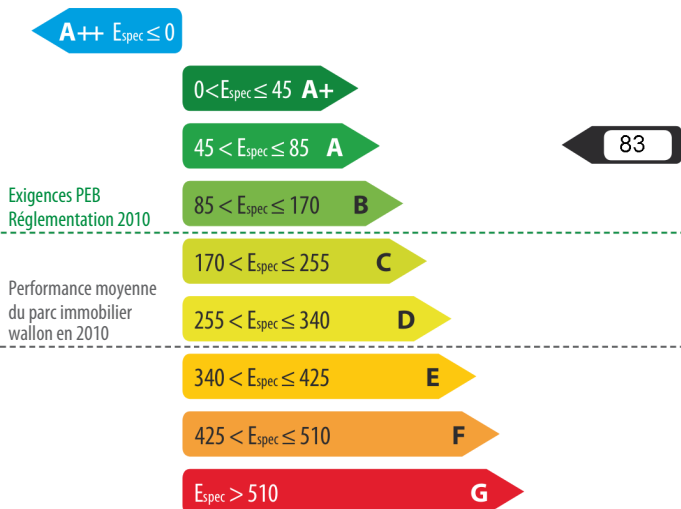 A++ Espec ≤ 0
0<Espec ≤ 45 A+
45 < Espec ≤ 85 A
83
Exigences PEB
Réglementation 2010
85 < Espec ≤ 170 B
170 < Espec ≤ 255 C
Performance moyenne
du parc immobilier
wallon en 2010
255 < Espec ≤ 340 D
340 < Espec ≤ 425 E
425 < Espec ≤ 510 F
Espec > 510 G